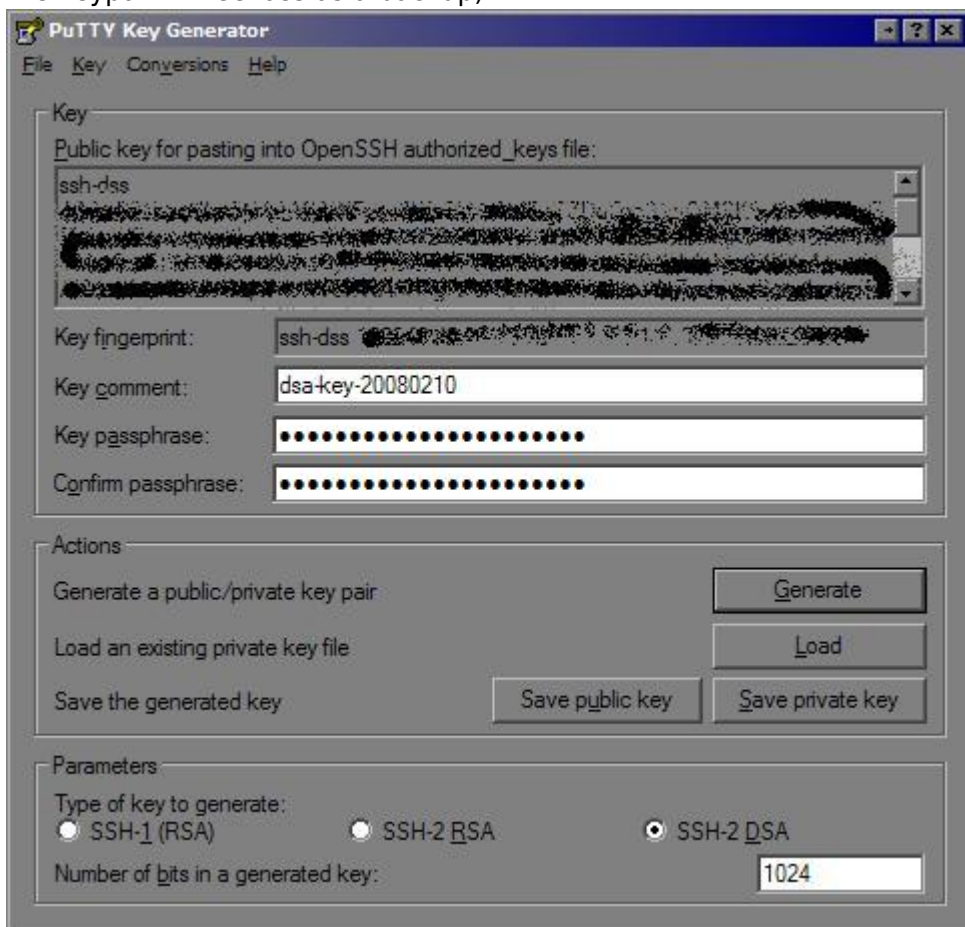 PuTTY Key Generator
File Key Conversions Help
Key
Public key for pasting into OpenSSH authorized_keys file:
ssh-dss
Key fingerprint: ssh-dss
Key comment: dsa-key-20080210
Key passphrase: ●●●●●●●●●●●●●●●●●●●●●●●
Confirm passphrase: ●●●●●●●●●●●●●●●●●●●●●●●
Actions
Generate a public/private key pair Generate
Load an existing private key file Load
Save the generated key Save public key Save private key
Parameters
Type of key to generate:
SSH-1 (RSA) SSH-2 RSA SSH-2 DSA
Number of bits in a generated key: 1024